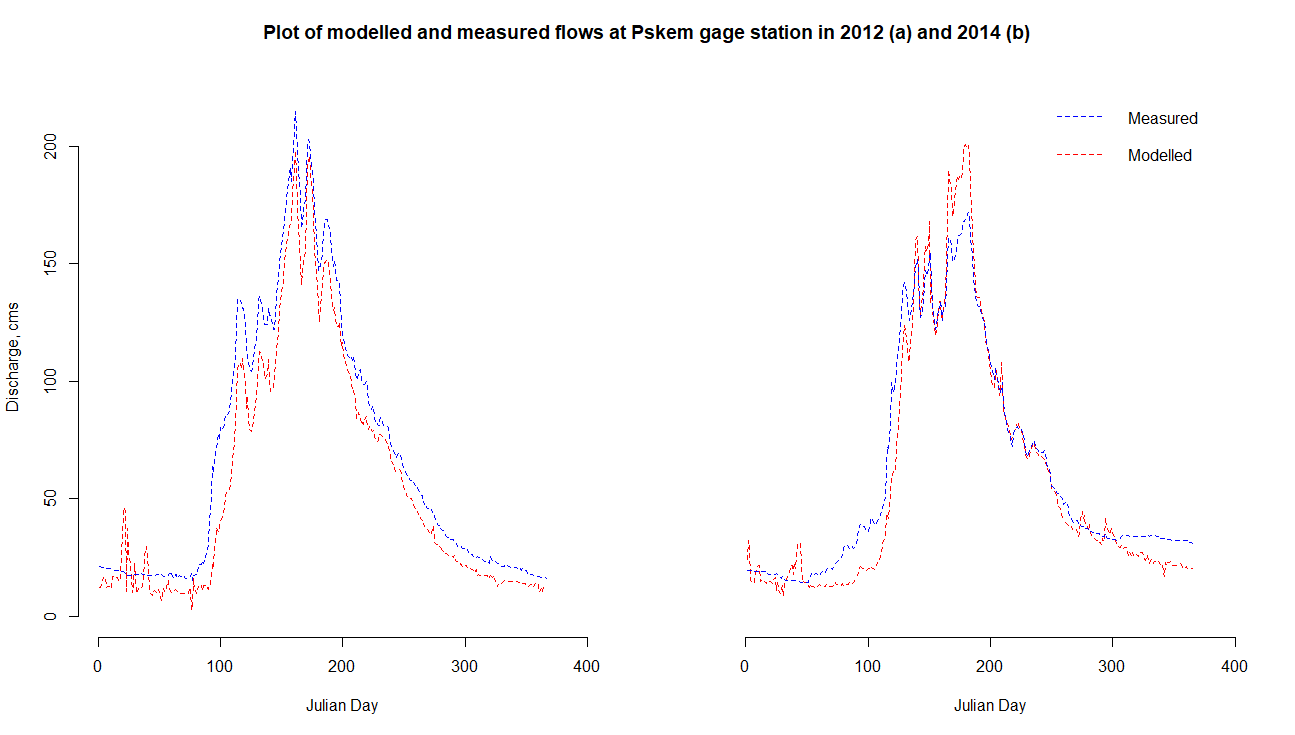 Plot of modelled and measured flows at Pskem gage station in 2012 (a) and 2014 (b)
Measured
Modelled
Discharge, cms
200
150
100
50
0
0 100 200 300 400
Julian Day
0 100 200 300 400
Julian Day